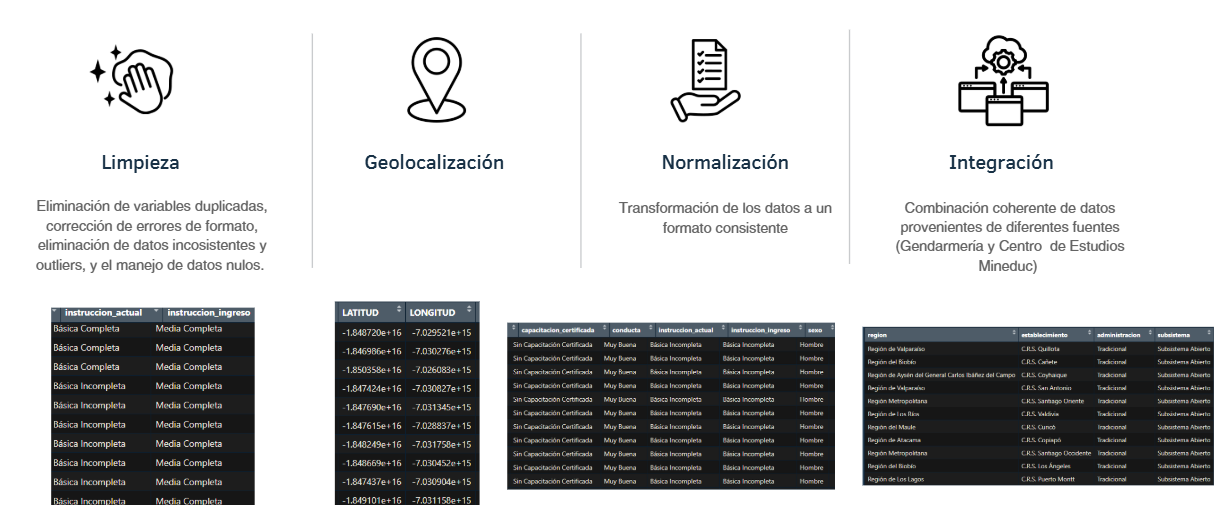 Limpieza
Eliminación de variables duplicadas,
corrección de errores de formato,
eliminación de datos incosistentes y
outliers, y el manejo de datos nulos.
instruccion_actual instruccion_ingreso
Básica Completa Media Completa
Básica Completa Media Completa
Básica Completa Media Completa
Básica Incompleta Media Completa
Básica Incompleta Media Completa
Básica Incompleta Media Completa
Básica Incompleta Media Completa
Básica Incompleta Media Completa
Básica Incompleta Media Completa
Básica Incompleta Media Completa
Geolocalización
LATITUD LONGITUD
-1.848720e+16 -7.029521e+15
-1.846986e+16 -7.030276e+15
-1.850358e+16 -7.026083e+15
-1.847424e+16 -7.030827e+15
-1.847690e+16 -7.031345e+15
-1.847615e+16 -7.028837e+15
-1.848249e+16 -7.031758e+15
-1.848669e+16 -7.030452e+15
-1.847437e+16 -7.030904e+15
-1.849101e+16 -7.031158e+15
Normalización
Transformación de los datos a un
formato consistente
capacitacion_certificada conducta instruccion_actual instruccion_ingreso sexo
Sin Capacitación Certificada Muy Buena Básica Incompleta Básica Incompleta Hombre
Sin Capacitación Certificada Muy Buena Básica Incompleta Básica Incompleta Hombre
Sin Capacitación Certificada Muy Buena Básica Incompleta Básica Incompleta Hombre
Sin Capacitación Certificada Muy Buena Básica Incompleta Básica Incompleta Hombre
Sin Capacitación Certificada Muy Buena Básica Incompleta Básica Incompleta Hombre
Sin Capacitación Certificada Muy Buena Básica Incompleta Básica Incompleta Hombre
Sin Capacitación Certificada Muy Buena Básica Incompleta Básica Incompleta Hombre
Sin Capacitación Certificada Muy Buena Básica Incompleta Básica Incompleta Hombre
Sin Capacitación Certificada Muy Buena Básica Incompleta Básica Incompleta Hombre
Sin Capacitación Certificada Muy Buena Básica Incompleta Básica Incompleta Hombre
Sin Capacitación Certificada Muy Buena Básica Incompleta Básica Incompleta Hombre
Integración
Combinación coherente de datos
provenientes de diferentes fuentes
(Gendarmería y Centro de Estudios
Mineduc)
region establecimiento administracion subsistema
Región de Valparaíso C.R.S. Quillota Tradicional Subsistema Abierto
Región del Biobío C.R.S. Cañete Tradicional Subsistema Abierto
Región de Aysén del General Carlos Ibáñez del Campo C.R.S. Coyhaique Tradicional Subsistema Abierto
Región de Valparaíso C.R.S. San Antonio Tradicional Subsistema Abierto
Región Metropolitana C.R.S. Santiago Oriente Tradicional Subsistema Abierto
Región de Los Ríos C.R.S. Valdivia Tradicional Subsistema Abierto
Región del Maule C.R.S. Curicó Tradicional Subsistema Abierto
Región de Atacama C.R.S. Copiapó Tradicional Subsistema Abierto
Región Metropolitana C.R.S. Santiago Occidente Tradicional Subsistema Abierto
Región del Biobío C.R.S. Los Ángeles Tradicional Subsistema Abierto
Región de Los Lagos C.R.S. Puerto Montt Tradicional Subsistema Abierto